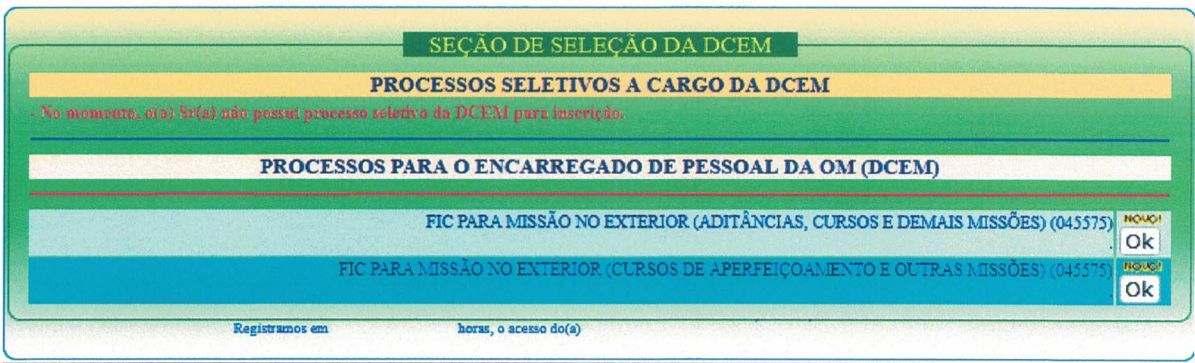 SEÇÃO DE SELEÇÃO DA DCEM
PROCESSOS SELETIVOS A CARGO DA DCEM
- No momento, o(a) Sr(a) não possui processo seletivo da DCEM para inscrição.
PROCESSOS PARA O ENCARREGADO DE PESSOAL DA OM (DCEM)
FIC PARA MISSÃO NO EXTERIOR (ADITÂNCIAS, CURSOS E DEMAIS MISSÕES) (045575) NOVO!
. Ok
FIC PARA MISSÃO NO EXTERIOR (CURSOS DE APERFEIÇOAMENTO E OUTRAS MISSÕES) (045575) NOVO!
. Ok
Registramos em horas, o acesso do(a)